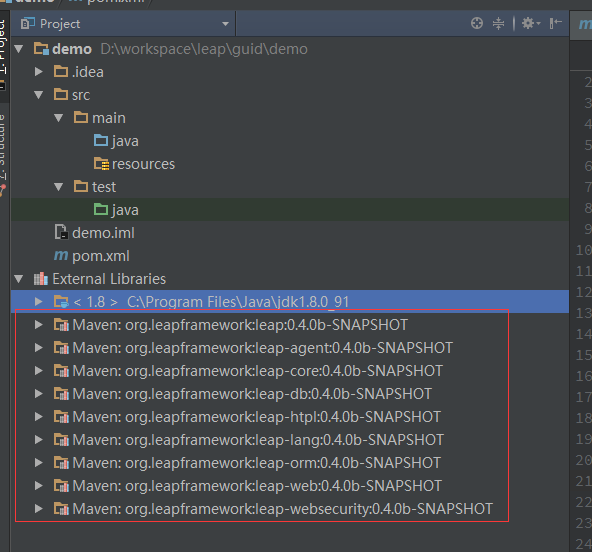 demo pom.xml
Project
demo D:\workspace\leap\guid\demo
.idea
src
main
java
resources
test
java
demo.iml
pom.xml
External Libraries
< 1.8 > C:\Program Files\Java\jdk1.8.0_91
Maven: org.leapframework:leap:0.4.0b-SNAPSHOT
Maven: org.leapframework:leap-agent:0.4.0b-SNAPSHOT
Maven: org.leapframework:leap-core:0.4.0b-SNAPSHOT
Maven: org.leapframework:leap-db:0.4.0b-SNAPSHOT
Maven: org.leapframework:leap-htpl:0.4.0b-SNAPSHOT
Maven: org.leapframework:leap-lang:0.4.0b-SNAPSHOT
Maven: org.leapframework:leap-orm:0.4.0b-SNAPSHOT
Maven: org.leapframework:leap-web:0.4.0b-SNAPSHOT
Maven: org.leapframework:leap-websecurity:0.4.0b-SNAPSHOT
1: Project
7: Structure
m
2
3
4
5
6
7
8
9
10
11
12
13
14
15
16
17
18
19
20
21
22
23
24